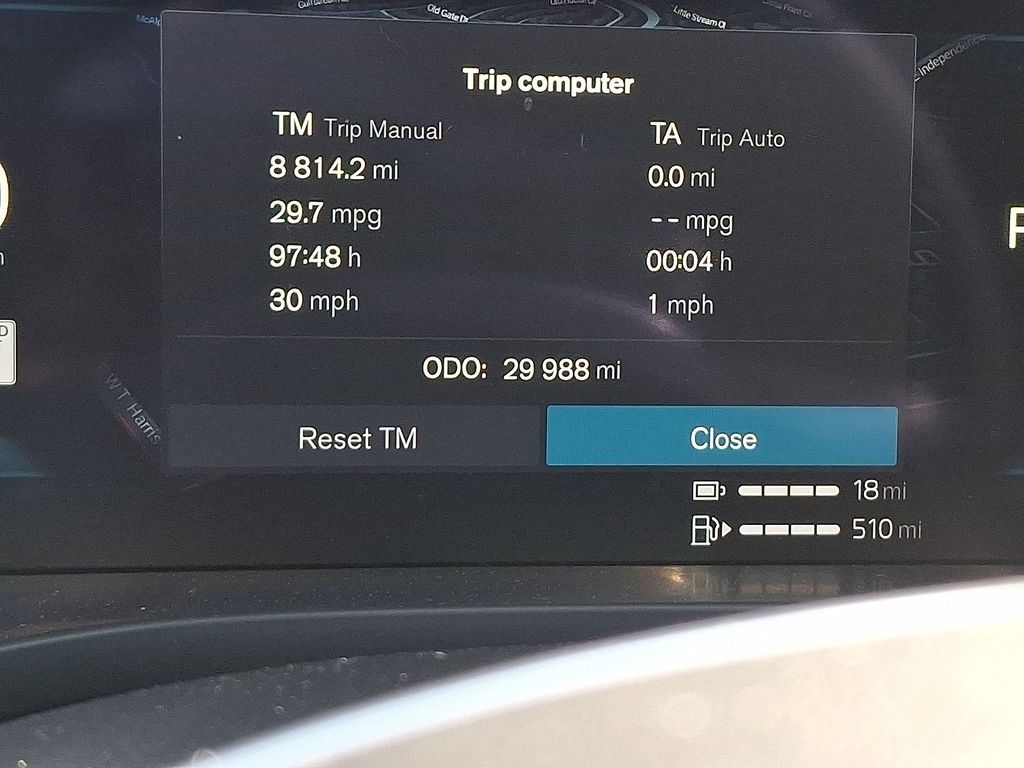 Old Gate Dr
Little Stream Ct
Independence
Trip computer
TM Trip Manual
8 814.2 mi
29.7 mpg
97:48 h
30 mph
TA Trip Auto
0.0 mi
-- mpg
00:04 h
1 mph
ODO: 29 988 mi
W T Harris
Reset TM
Close
18 mi
510 mi